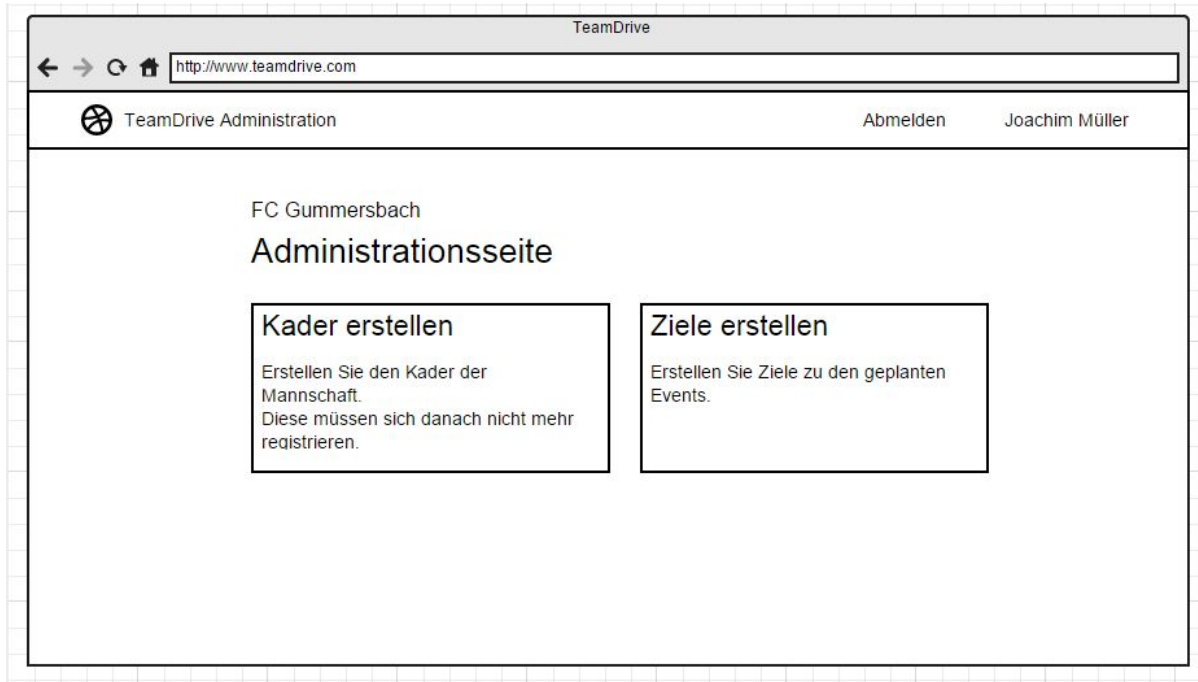 TeamDrive
http://www.teamdrive.com
TeamDrive Administration
Abmelden
Joachim Müller
FC Gummersbach
Administrationsseite
Kader erstellen
Erstellen Sie den Kader der
Mannschaft.
Diese müssen sich danach nicht mehr
registrieren.
Ziele erstellen
Erstellen Sie Ziele zu den geplanten
Events.